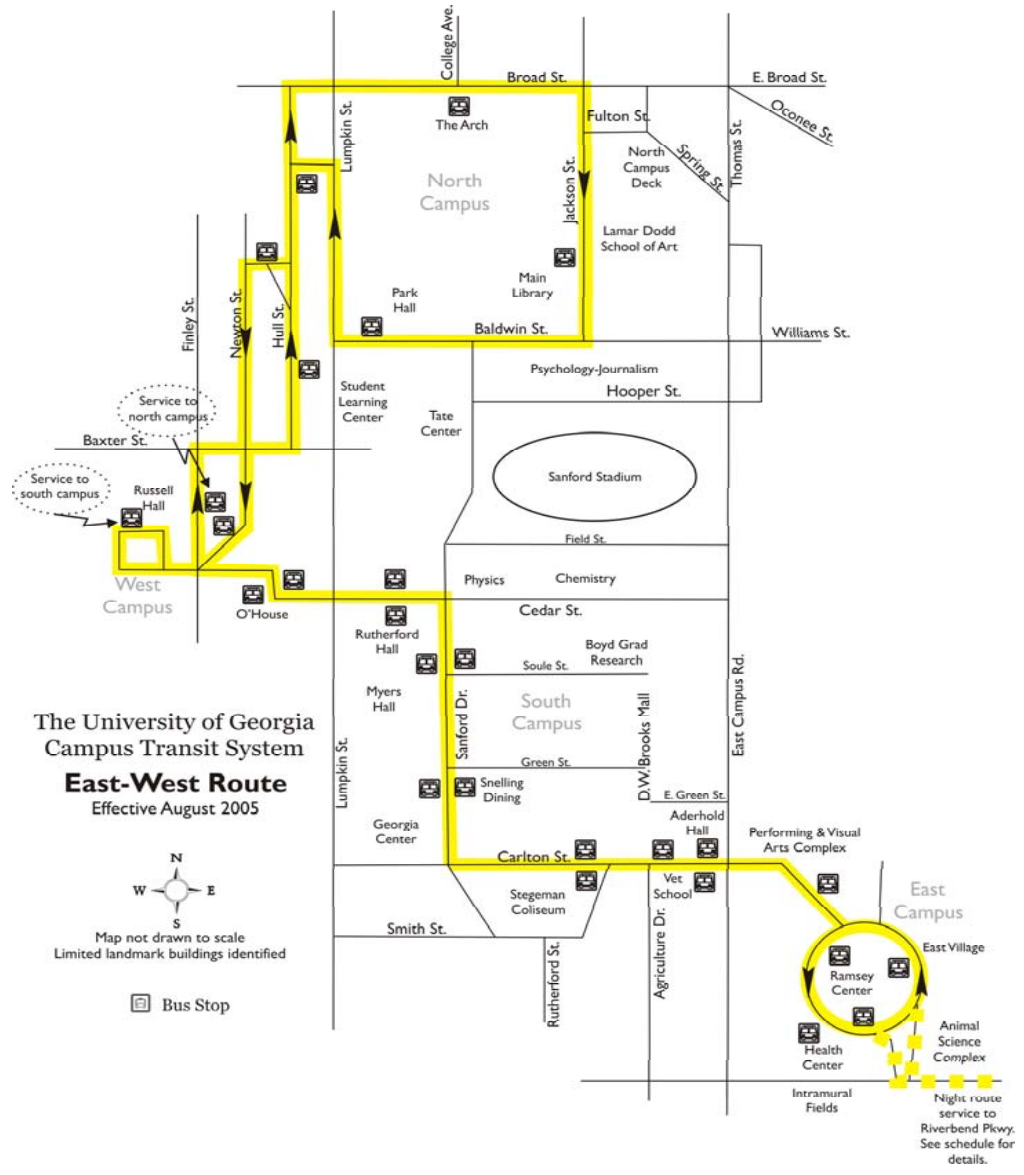 College Ave.
Broad St.
E. Broad St.
Lumpkin St.
The Arch
Fulton St.
Oconee St.
Thomas St.
North
Campus
Jackson St.
North
Campus
Deck
Spring St.
Lamar Dodd
School of Art
Main
Library
Park
Hall
Finley St.
Newton St.
Hull St.
Baldwin St.
Williams St.
Psychology-Journalism
Hooper St.
Student
Learning
Center
Tate
Center
Service to
north campus
Baxter St.
Service to
south campus
Russell
Hall
Sanford Stadium
Field St.
West
Campus
Physics
Chemistry
O'House
Cedar St.
Rutherford
Hall
Boyd Grad
Research
Soule St.
Myers
Hall
South
Campus
Sanford Dr.
D.W. Brooks Mall
East Campus Rd.
The University of Georgia
Campus Transit System
East-West Route
Effective August 2005
Lumpkin St.
Green St.
Snelling
Dining
E. Green St.
Georgia
Center
Aderhold
Hall
Performing & Visual
Arts Complex
Carlton St.
Vet
School
Stegeman
Coliseum
East
Campus
N
W
E
S
Map not drawn to scale
Limited landmark buildings identified
Smith St.
Rutherford St.
Agriculture Dr.
East Village
Ramsey
Center
Bus Stop
Health
Center
Animal
Science
Complex
Intramural
Fields
Night route
service to
Riverbend Pkwy.
See schedule for
details.